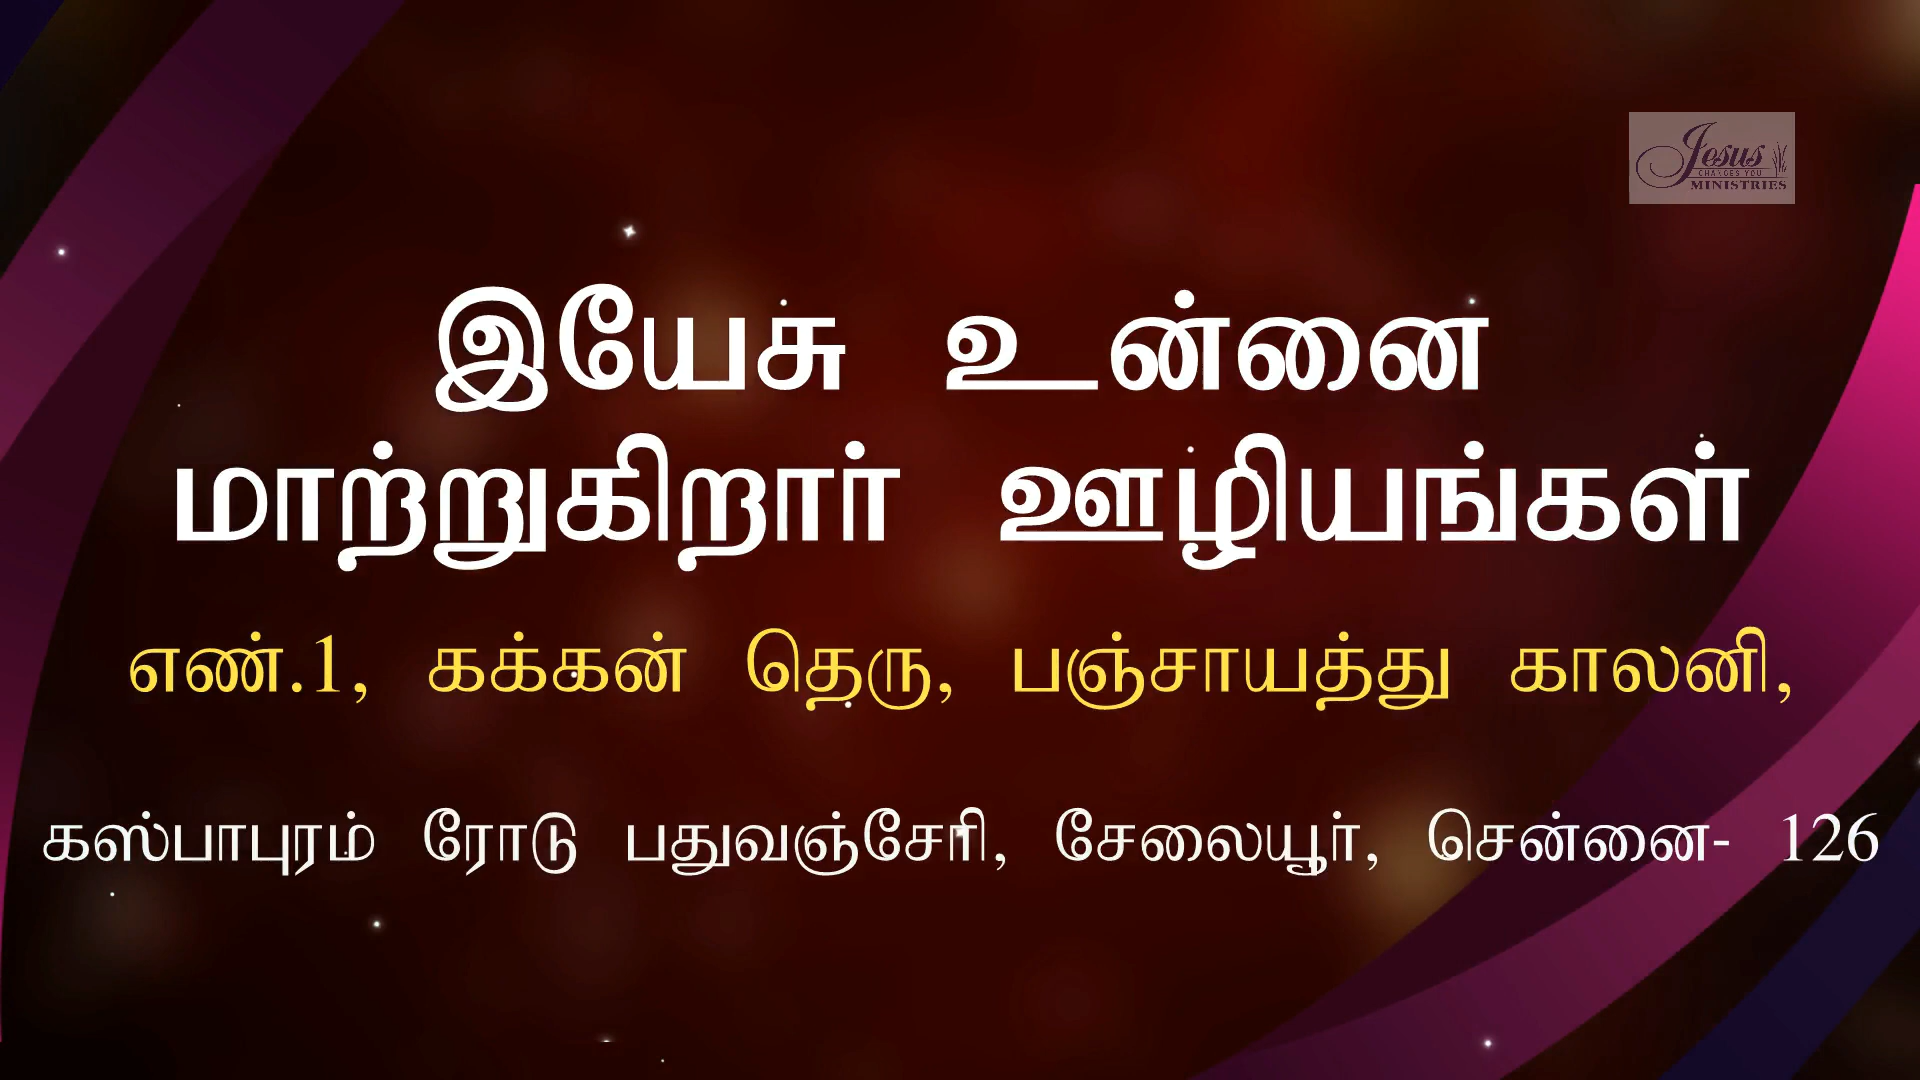 Jesus
CHANGES YOU
MINISTRIES
இயேசு உன்னை
மாற்றுகிறார் ஊழியங்கள்
எண்.1, கக்கன் தெரு, பஞ்சாயத்து காலனி,
கஸ்பாபுரம் ரோடு பதுவஞ்சேரி, சேலையூர், சென்னை- 126